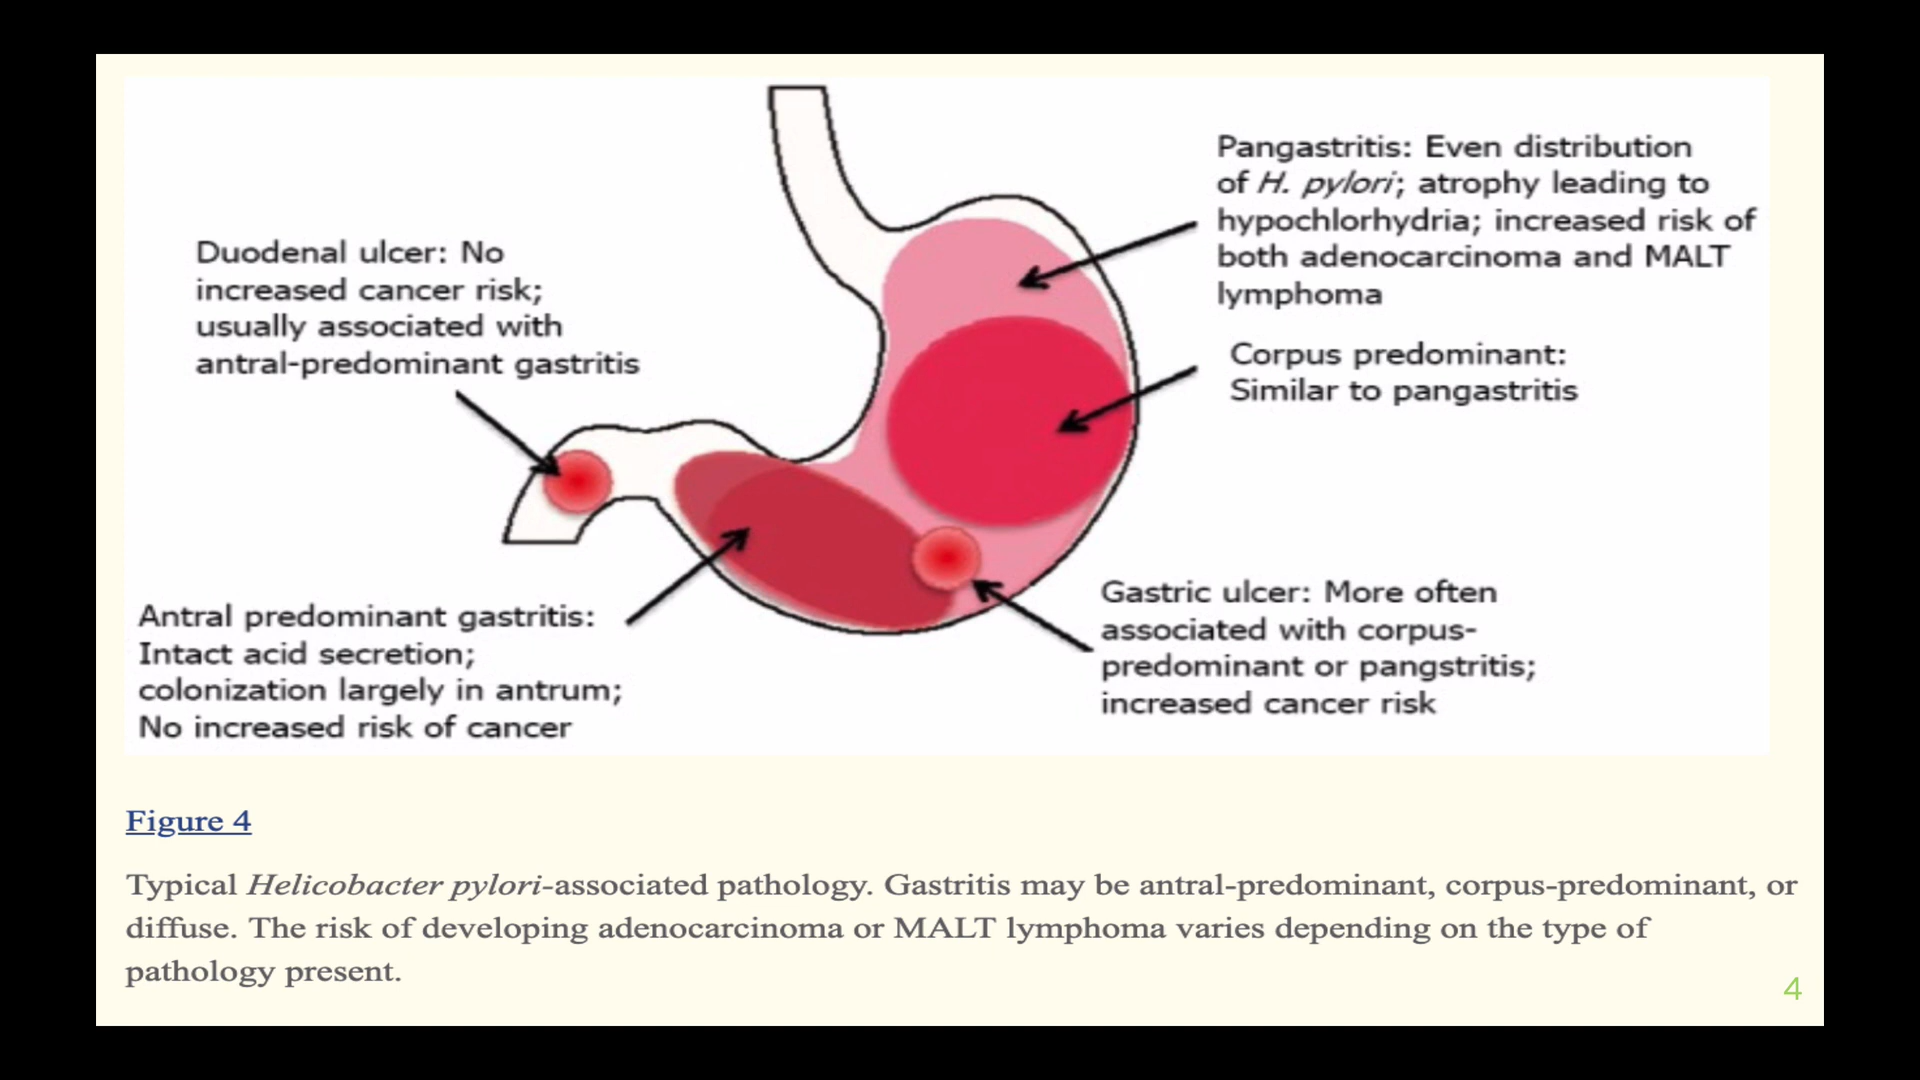 Pangastritis: Even distribution
of H. pylori; atrophy leading to
hypochlorhydria; increased risk of
both adenocarcinoma and MALT
lymphoma
Duodenal ulcer: No
increased cancer risk;
usually associated with
antral-predominant gastritis
Corpus predominant:
Similar to pangastritis
Antral predominant gastritis:
Intact acid secretion;
colonization largely in antrum;
No increased risk of cancer
Gastric ulcer: More often
associated with corpus-
predominant or pangstritis;
increased cancer risk
Figure 4
Typical Helicobacter pylori-associated pathology. Gastritis may be antral-predominant, corpus-predominant, or
diffuse. The risk of developing adenocarcinoma or MALT lymphoma varies depending on the type of
pathology present.
4